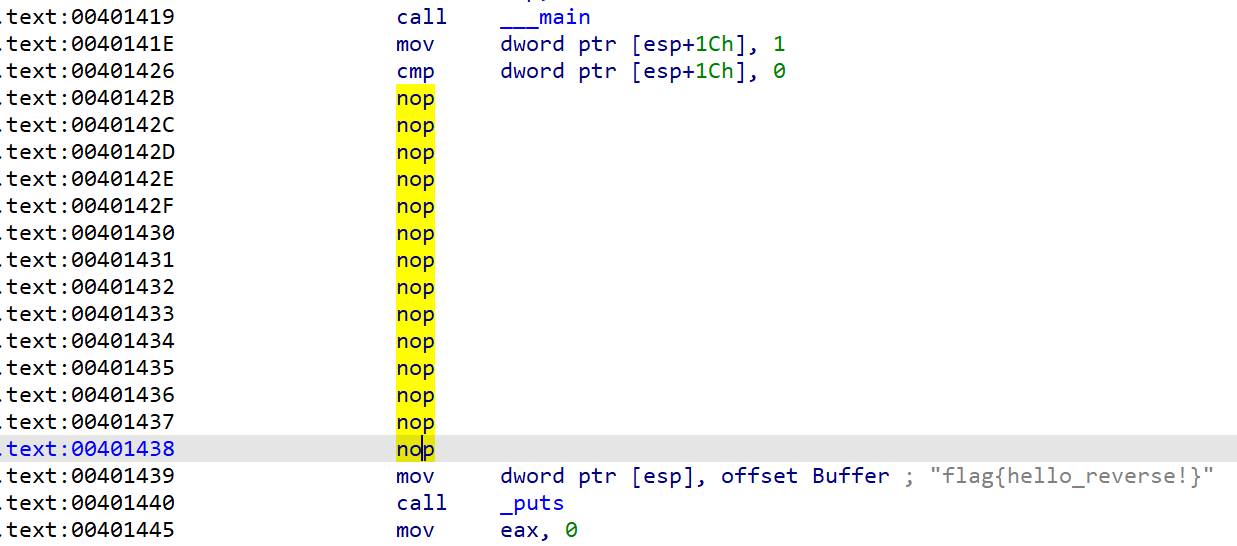 .text:00401419 call ___main
.text:0040141E mov dword ptr [esp+1Ch], 1
.text:00401426 cmp dword ptr [esp+1Ch], 0
.text:0040142B nop
.text:0040142C nop
.text:0040142D nop
.text:0040142E nop
.text:0040142F nop
.text:00401430 nop
.text:00401431 nop
.text:00401432 nop
.text:00401433 nop
.text:00401434 nop
.text:00401435 nop
.text:00401436 nop
.text:00401437 nop
.text:00401438 nop
.text:00401439 mov dword ptr [esp], offset Buffer ; "flag{hello_reverse!}"
.text:00401440 call _puts
.text:00401445 mov eax, 0